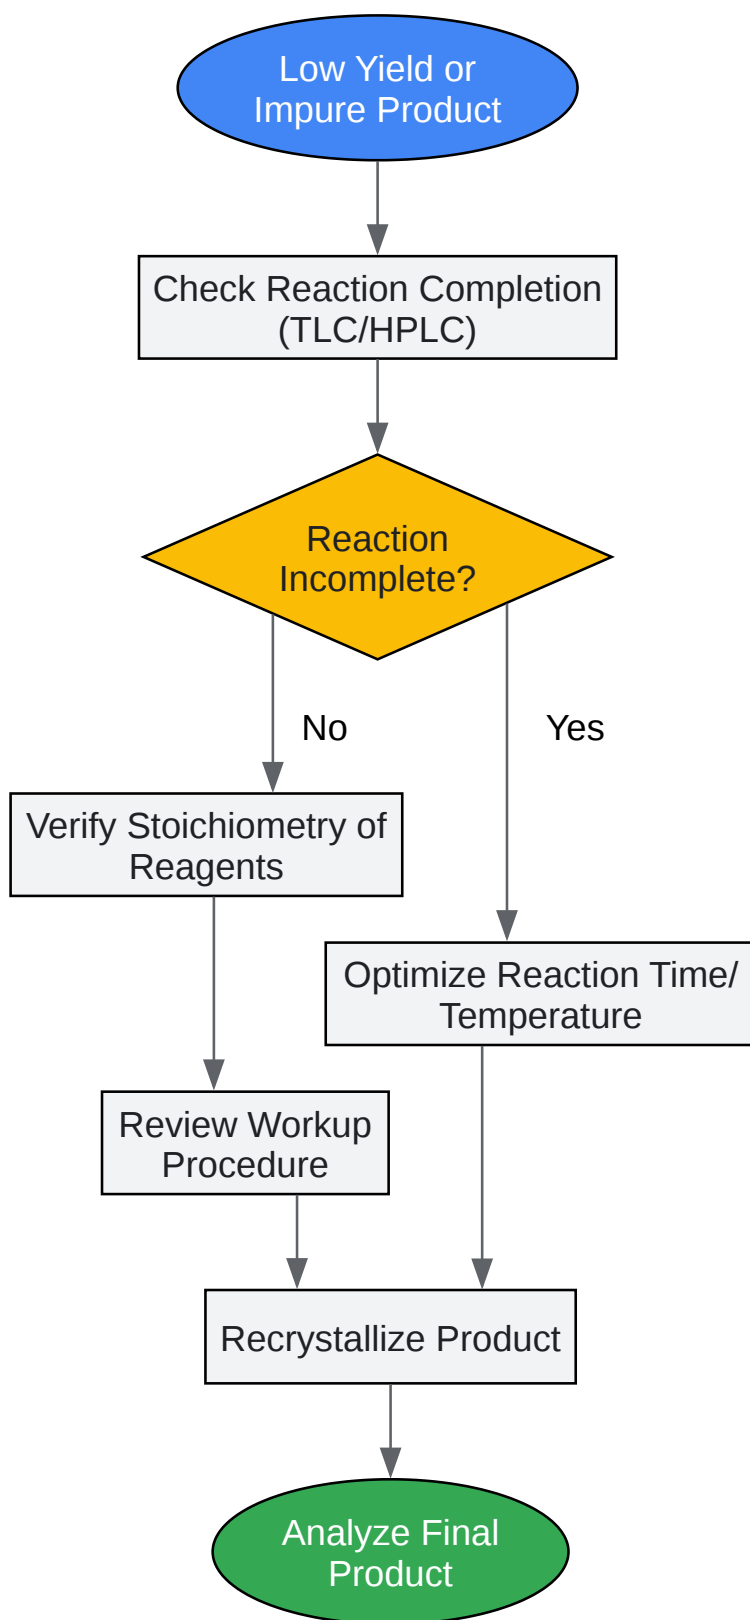 Low Yield or
Impure Product
Check Reaction Completion
(TLC/HPLC)
Reaction
Incomplete?
No
Yes
Verify Stoichiometry of
Reagents
Optimize Reaction Time/
Temperature
Review Workup
Procedure
Recrystallize Product
Analyze Final
Product